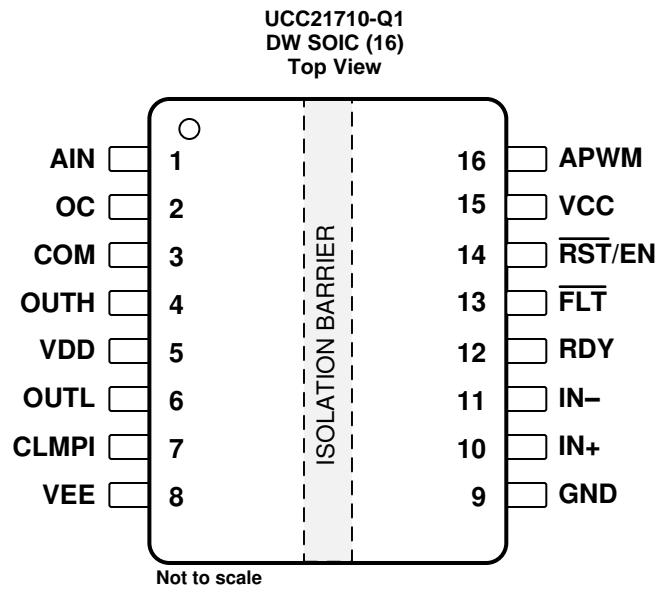 UCC21710-Q1
DW SOIC (16)
Top View
AIN 1 16 APWM
OC 2 15 VCC
COM 3 14 R̅S̅T̅/EN
OUTH 4 13 F̅L̅T̅
VDD 5 12 RDY
OUTL 6 11 IN–
CLMPI 7 10 IN+
VEE 8 9 GND
ISOLATION BARRIER
Not to scale